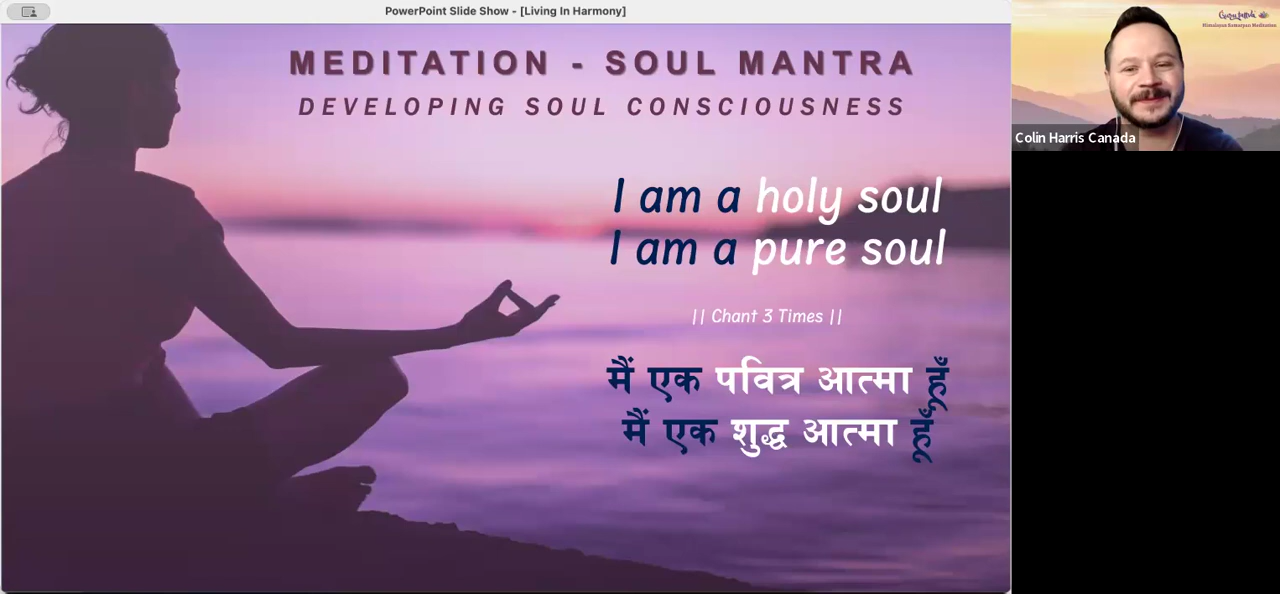 PowerPoint Slide Show - [Living In Harmony]
MEDITATION - SOUL MANTRA
DEVELOPING SOUL CONSCIOUSNESS
I am a holy soul
I am a pure soul
|| Chant 3 Times ||
मैं एक पवित्र आत्मा हूँ
मैं एक शुद्ध आत्मा हूँ
Himalayan Samarpan Meditation
Colin Harris Canada